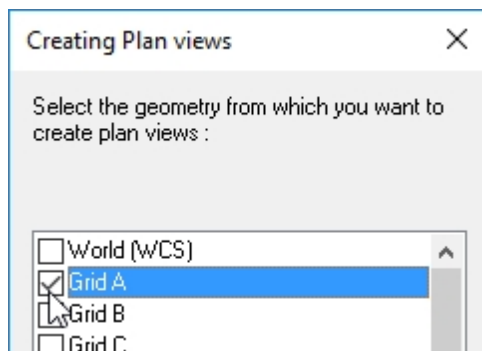 Creating Plan views
Select the geometry from which you want to
create plan views :
World (WCS)
Grid A
Grid B
Grid C